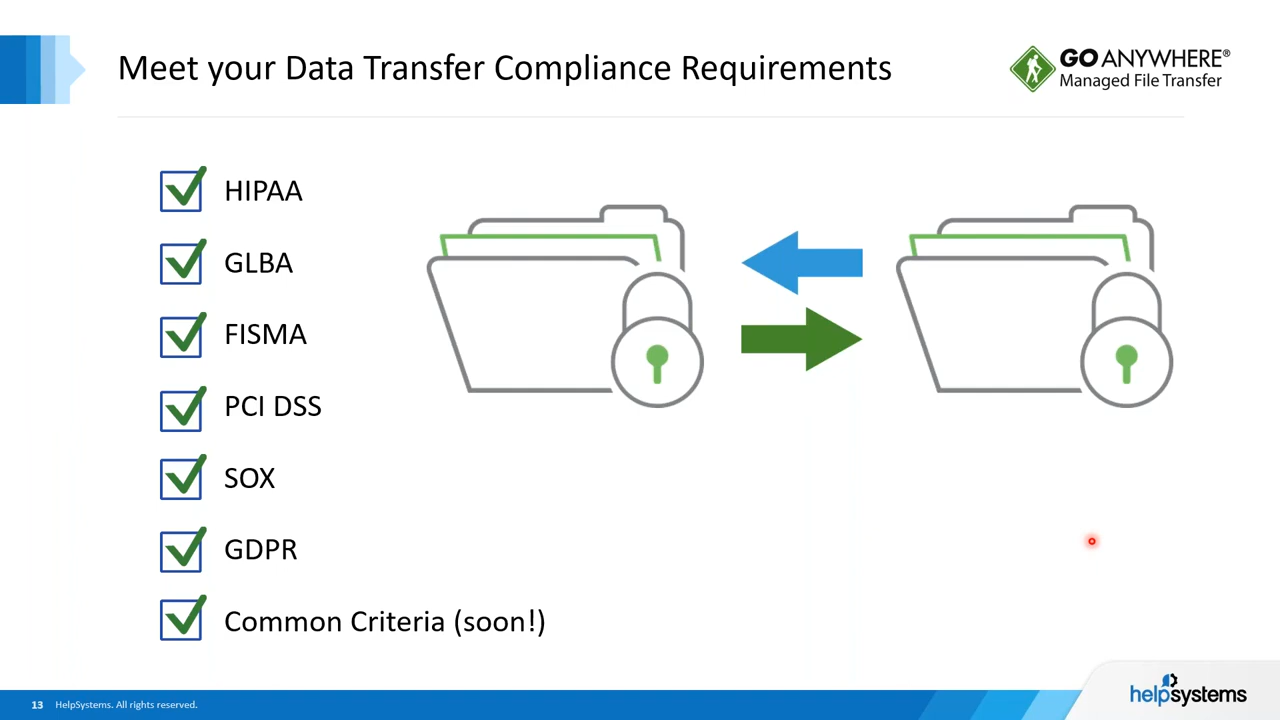 Meet your Data Transfer Compliance Requirements
GO ANYWHERE®
Managed File Transfer
HIPAA
GLBA
FISMA
PCI DSS
SOX
GDPR
Common Criteria (soon!)
13 HelpSystems. All rights reserved.
helpsystems